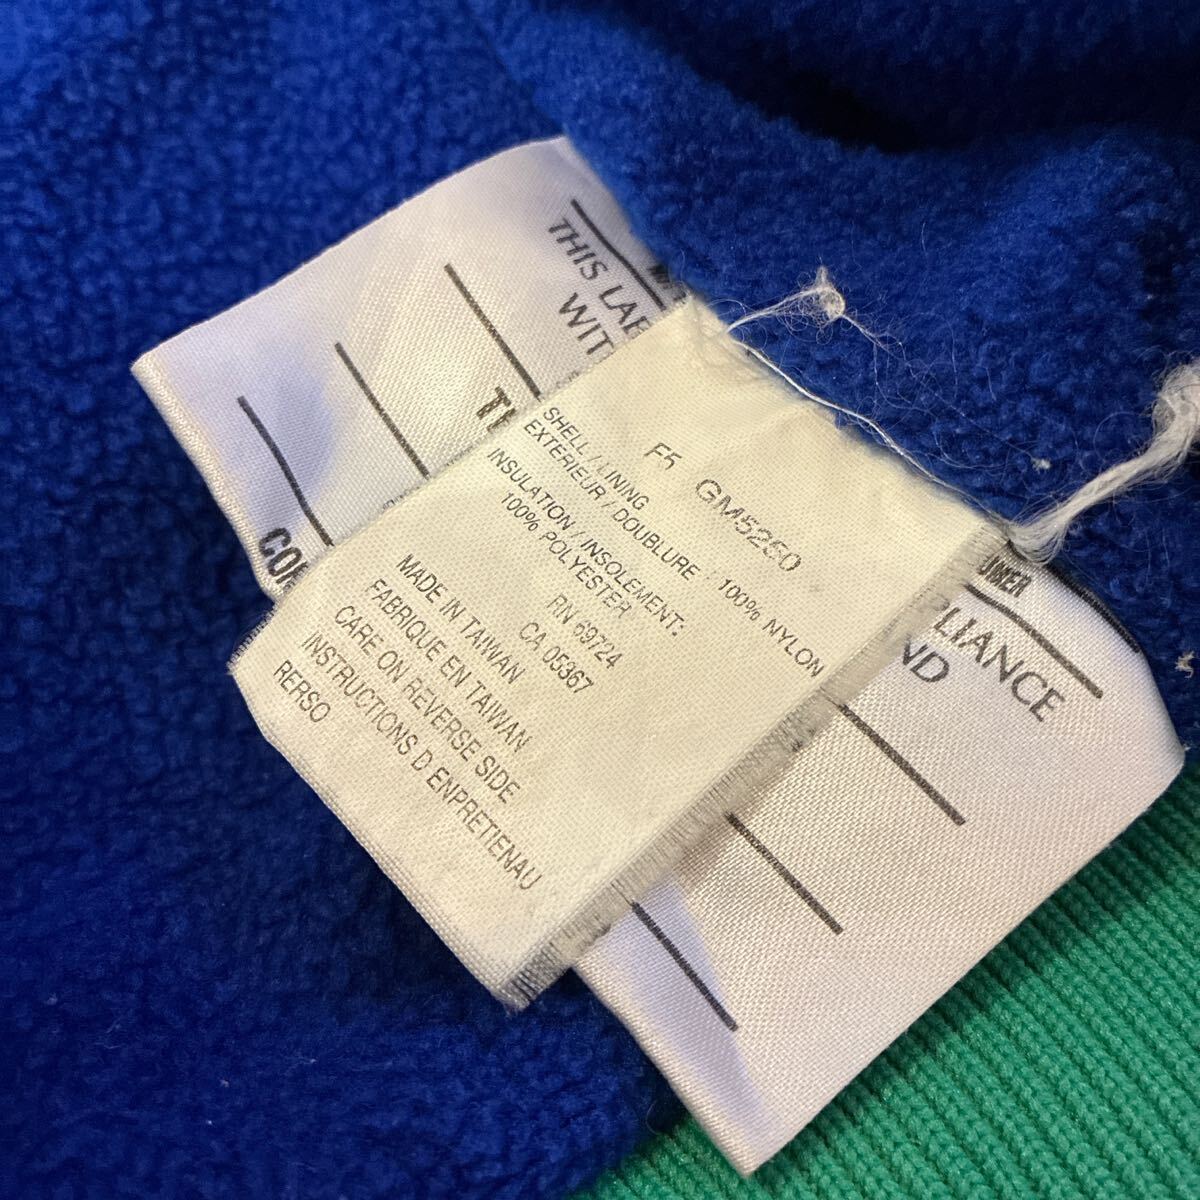 F5 GM5250
SHELL / LINING
EXTERIEUR / DOUBLURE : 100% NYLON
INSULATION / INSOLEMENT:
100% POLYESTER
RN 69724
CA 05367
MADE IN TAIWAN
FABRIQUE EN TAIWAN
CARE ON REVERSE SIDE
INSTRUCTIONS D ENPRETIENAU
RERSO
THIS LAB
WIT
PLIANCE
ND